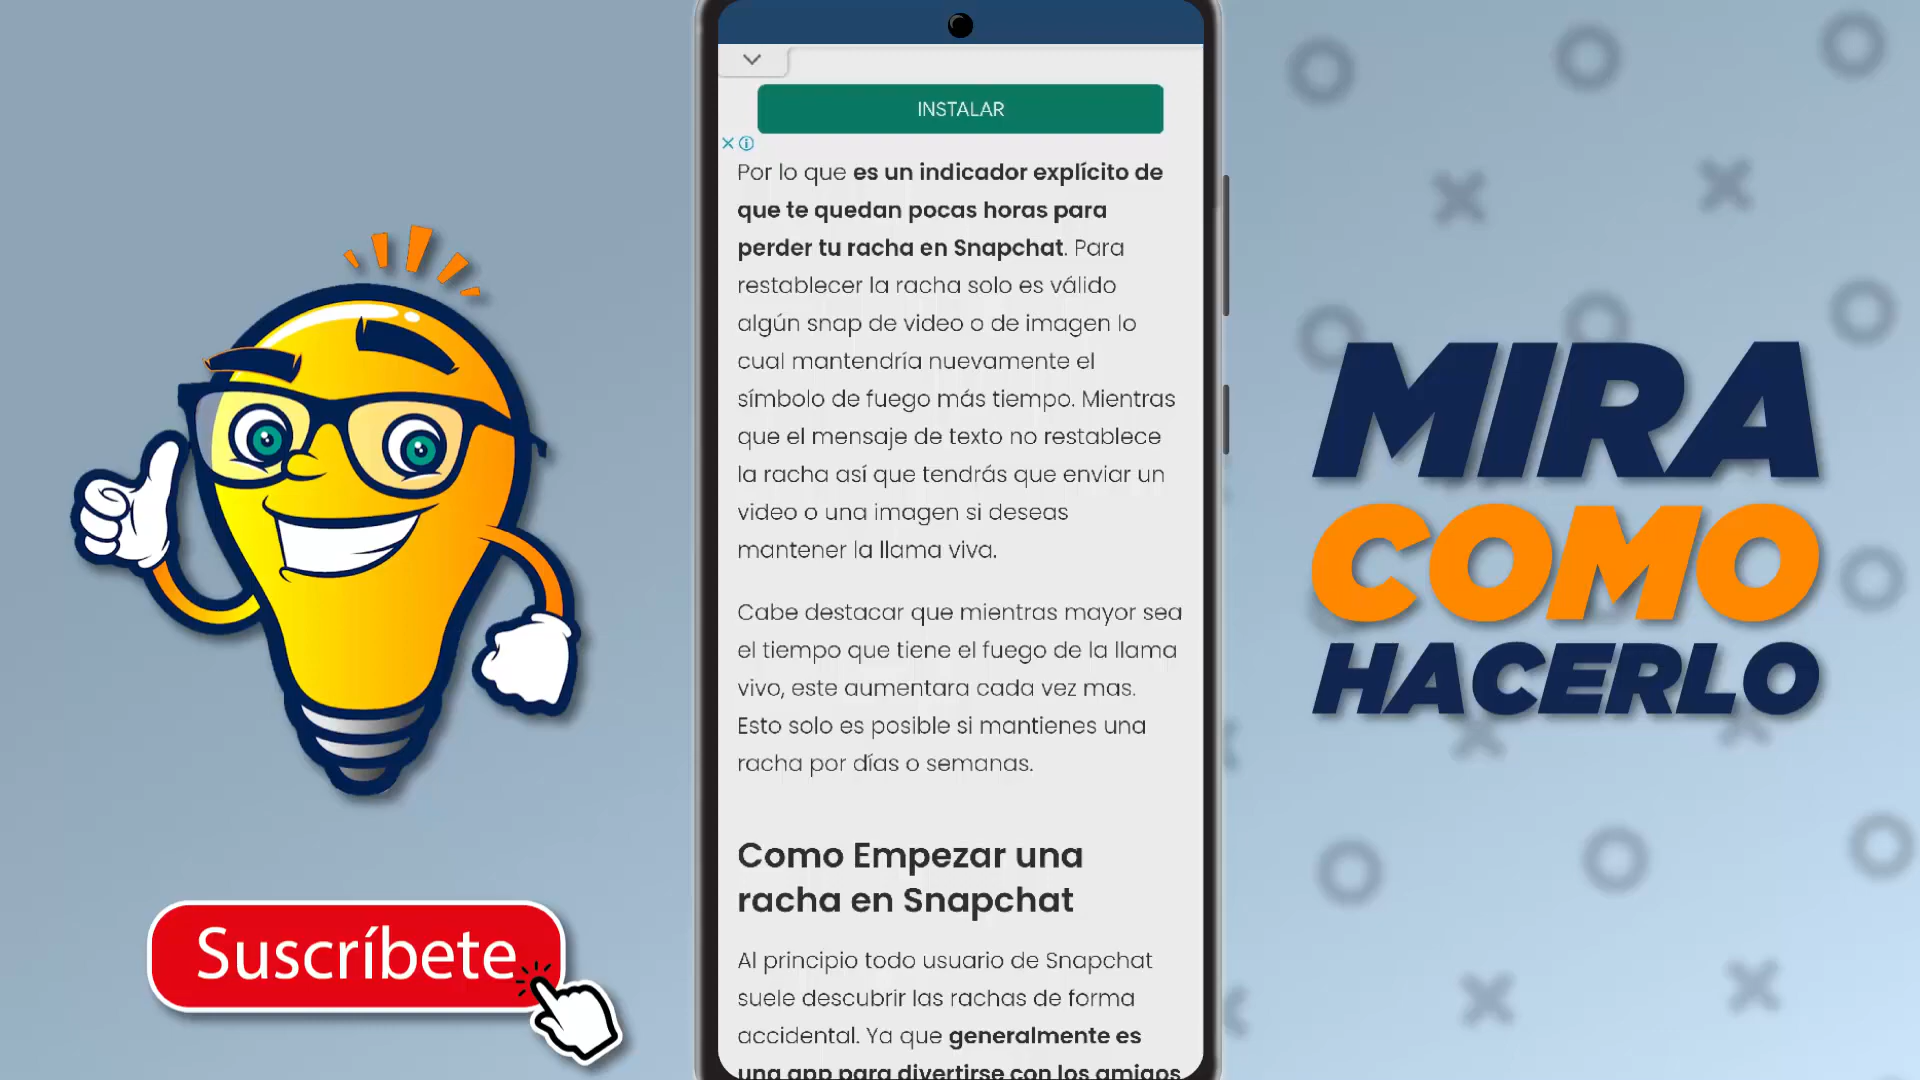 INSTALAR
Por lo que es un indicador explícito de
que te quedan pocas horas para
perder tu racha en Snapchat. Para
restablecer la racha solo es válido
algún snap de video o de imagen lo
cual mantendría nuevamente el
símbolo de fuego más tiempo. Mientras
que el mensaje de texto no restablece
la racha así que tendrás que enviar un
video o una imagen si deseas
mantener la llama viva.
Cabe destacar que mientras mayor sea
el tiempo que tiene el fuego de la llama
vivo, este aumentara cada vez mas.
Esto solo es posible si mantienes una
racha por días o semanas.
Como Empezar una
racha en Snapchat
Al principio todo usuario de Snapchat
suele descubrir las rachas de forma
accidental. Ya que generalmente es
una app para divertirse con los amigos
Suscríbete
MIRA
COMO
HACERLO